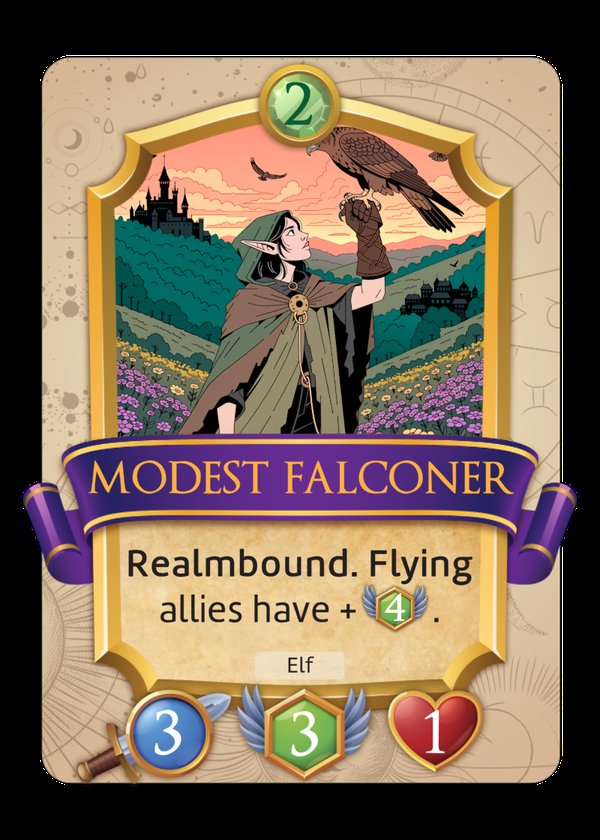 2
MODEST FALCONER
Realmbound. Flying
allies have + 4 .
Elf
3 3 1